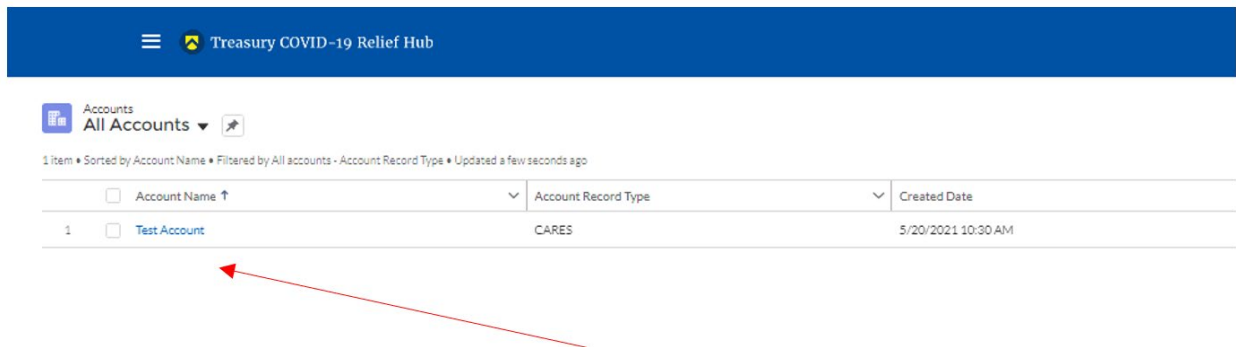 Treasury COVID-19 Relief Hub
Accounts
All Accounts
1 item • Sorted by Account Name • Filtered by All accounts - Account Record Type • Updated a few seconds ago
Account Name ↑ Account Record Type Created Date
1 Test Account CARES 5/20/2021 10:30 AM